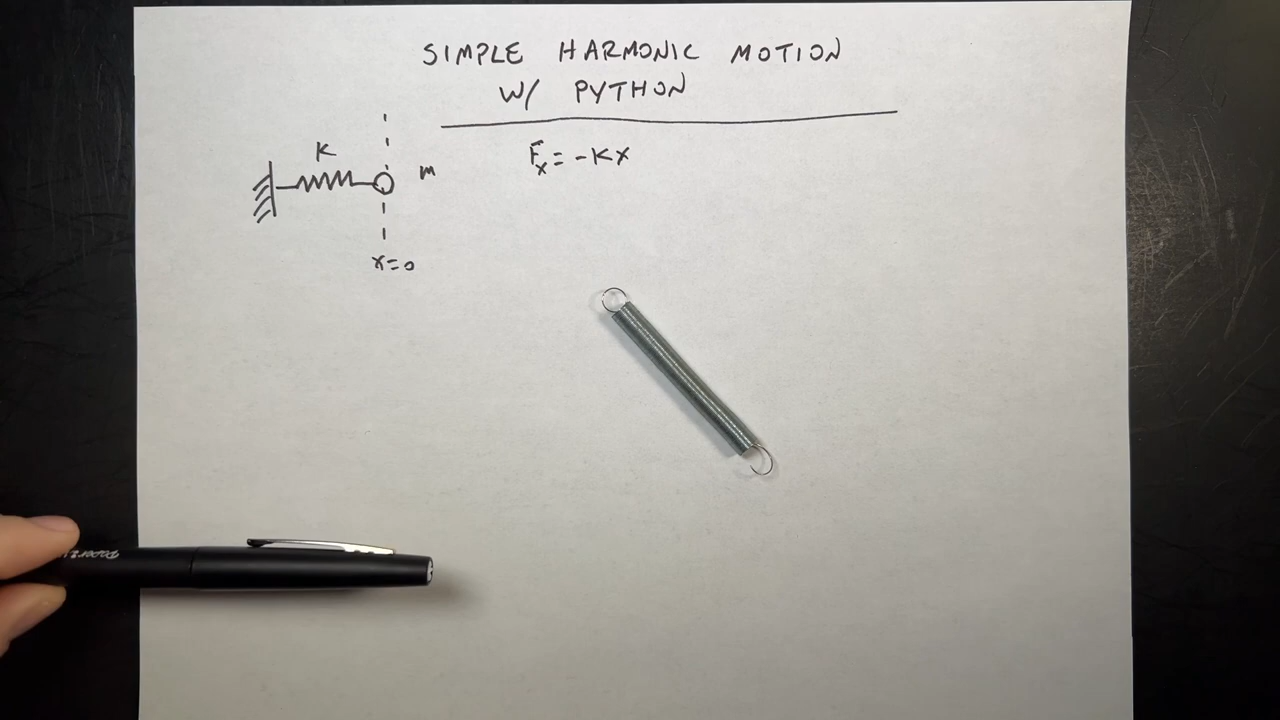 SIMPLE HARMONIC MOTION
W/ PYTHON
K
m
Fx = -Kx
x=0